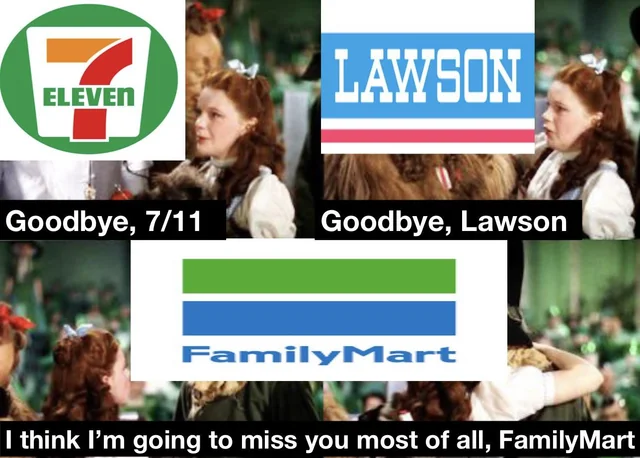 7
ELEVEn
LAWSON
Goodbye, 7/11
Goodbye, Lawson
FamilyMart
I think I'm going to miss you most of all, FamilyMart